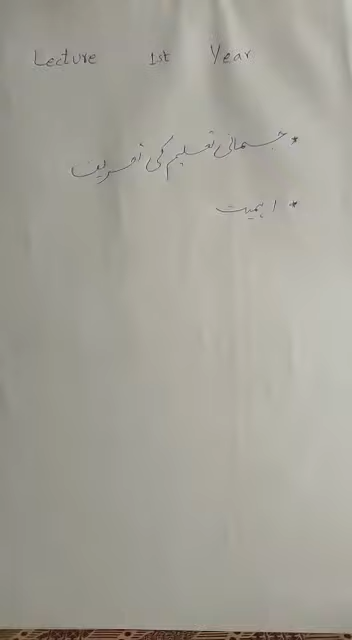 Lecture 1st Year
* جسمانی تعلیم کی تعریف
* اہمیت